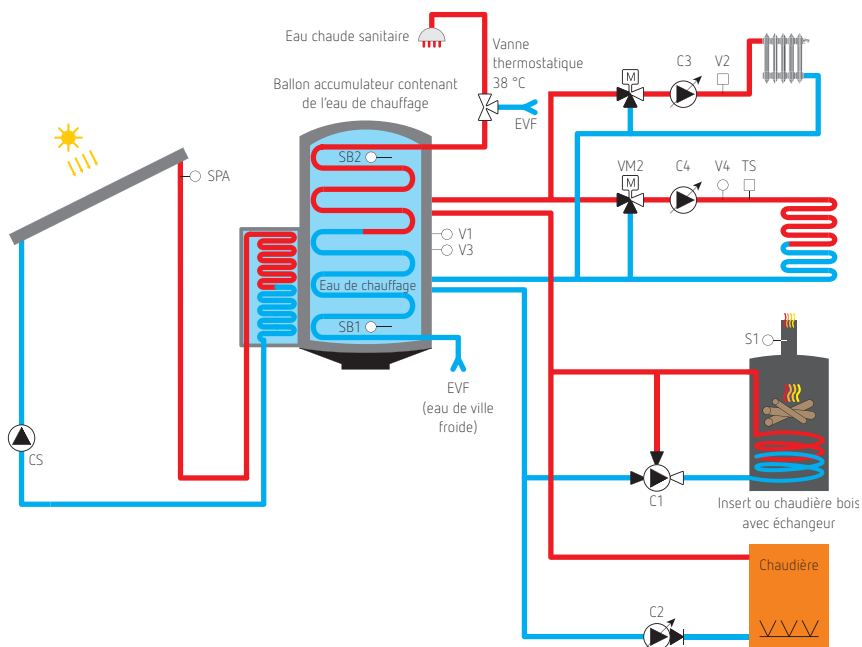 Eau chaude sanitaire
Vanne
thermostatique
38 °C
EVF
Ballon accumulateur contenant
de l'eau de chauffage
SPA
SB2
V1
V3
Eau de chauffage
SB1
EVF
(eau de ville
froide)
CS
M
C3
V2
VM2
M
C4
V4
TS
S1
C1
Insert ou chaudière bois
avec échangeur
Chaudière
C2